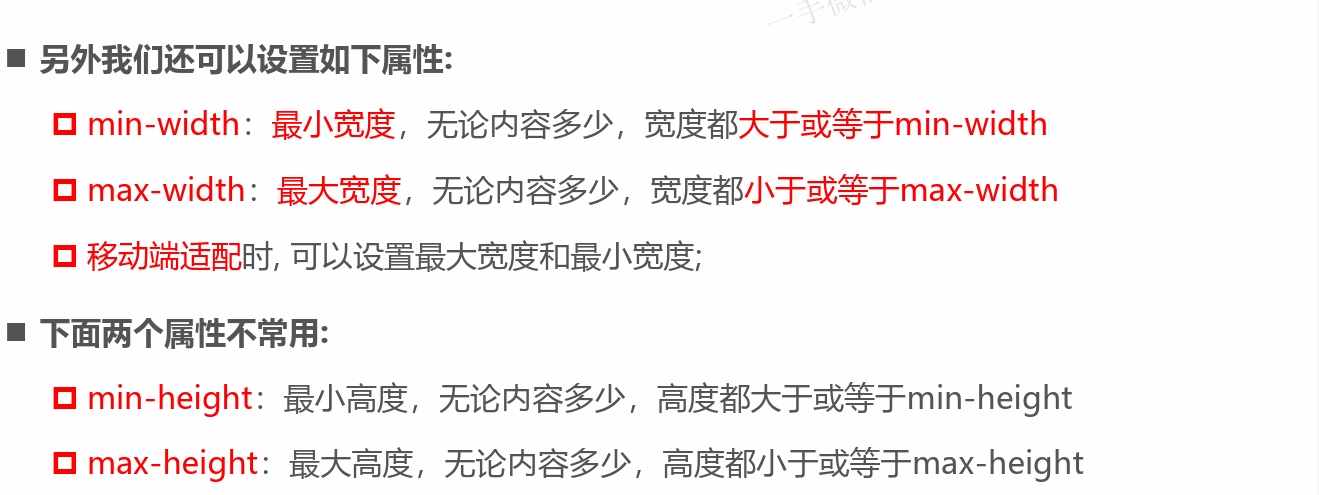 一手微
另外我们还可以设置如下属性:
min-width：最小宽度，无论内容多少，宽度都大于或等于min-width
max-width：最大宽度，无论内容多少，宽度都小于或等于max-width
移动端适配时, 可以设置最大宽度和最小宽度;
下面两个属性不常用:
min-height：最小高度，无论内容多少，高度都大于或等于min-height
max-height：最大高度，无论内容多少，高度都小于或等于max-height